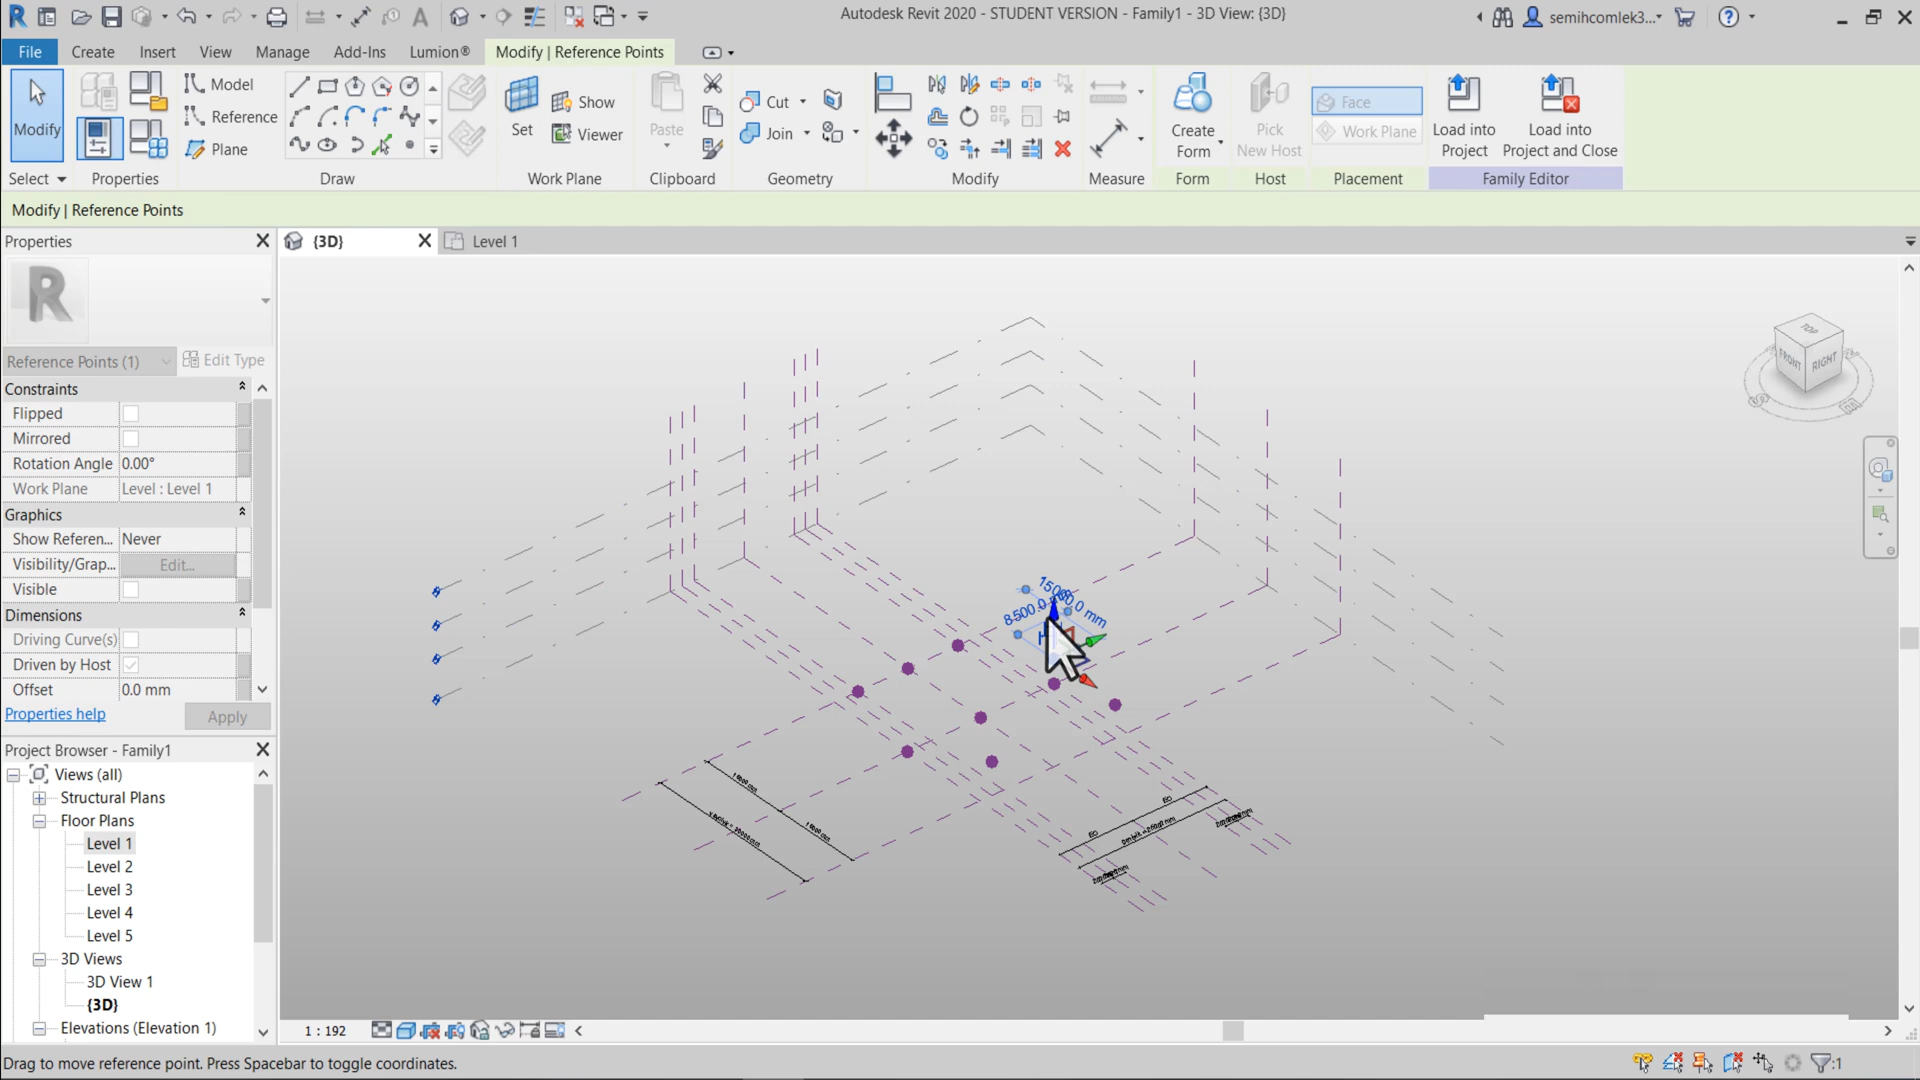 Autodesk Revit 2020 - STUDENT VERSION - Family1 - 3D View: {3D}
semihcomlek3...
File Create Insert View Manage Add-Ins Lumion® Modify | Reference Points
Modify
Model
Reference
Plane
Set
Show
Viewer
Paste
Cut
Join
Create Form
Pick New Host
Face
Work Plane
Load into Project
Load into Project and Close
Select Properties Draw Work Plane Clipboard Geometry Modify Measure Form Host Placement Family Editor
Modify | Reference Points
Properties
{3D}
Level 1
Reference Points (1)
Edit Type
Constraints
Flipped
Mirrored
Rotation Angle 0.00°
Work Plane Level : Level 1
Graphics
Show Referen... Never
Visibility/Grap... Edit...
Visible
Dimensions
Driving Curve(s)
Driven by Host
Offset 0.0 mm
Properties help
Apply
Project Browser - Family1
Views (all)
Structural Plans
Floor Plans
Level 1
Level 2
Level 3
Level 4
Level 5
3D Views
3D View 1
{3D}
Elevations (Elevation 1)
TOP
FRONT
RIGHT
EQ
EQ
1 : 192
Drag to move reference point. Press Spacebar to toggle coordinates.
:1